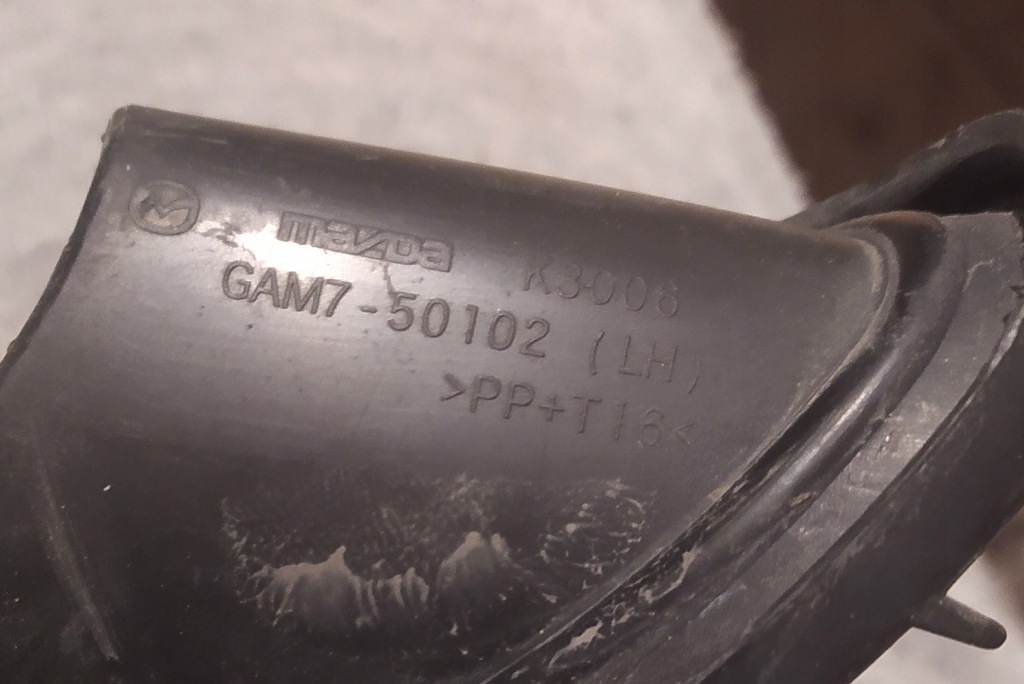 mazda K3006
GAM7-50102 (LH)
>PP+T16<